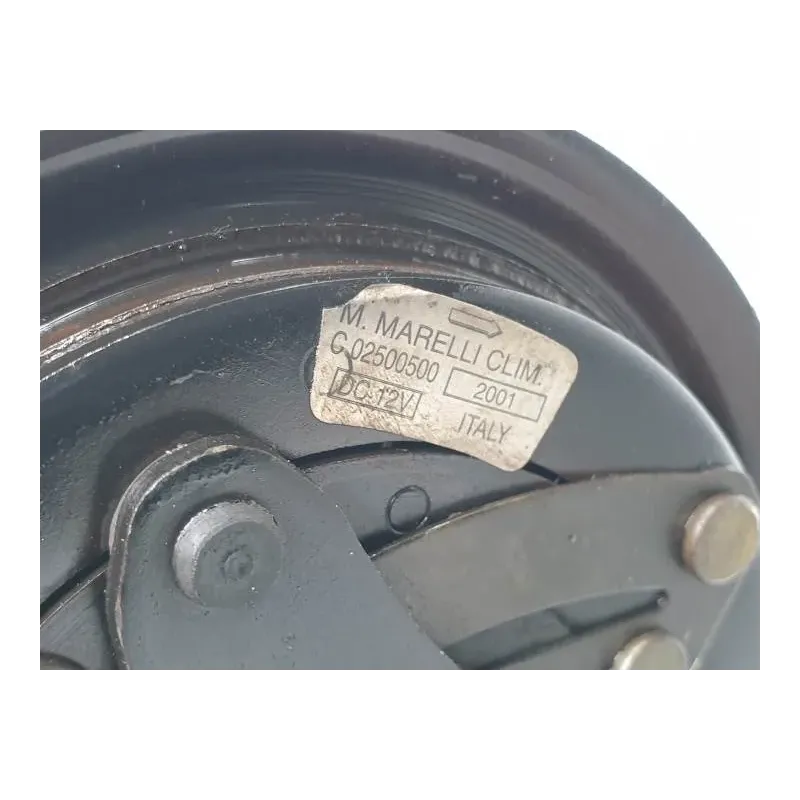 M. MARELLI CLIM.
C 02500500 2001
DC 12V ITALY